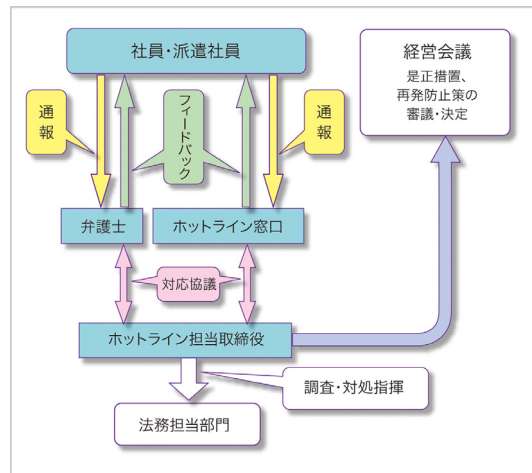 社員・派遣社員
経営会議
是正措置、
再発防止策の
審議・決定
通報
フィードバック
通報
弁護士
ホットライン窓口
対応協議
ホットライン担当取締役
調査・対処指揮
法務担当部門